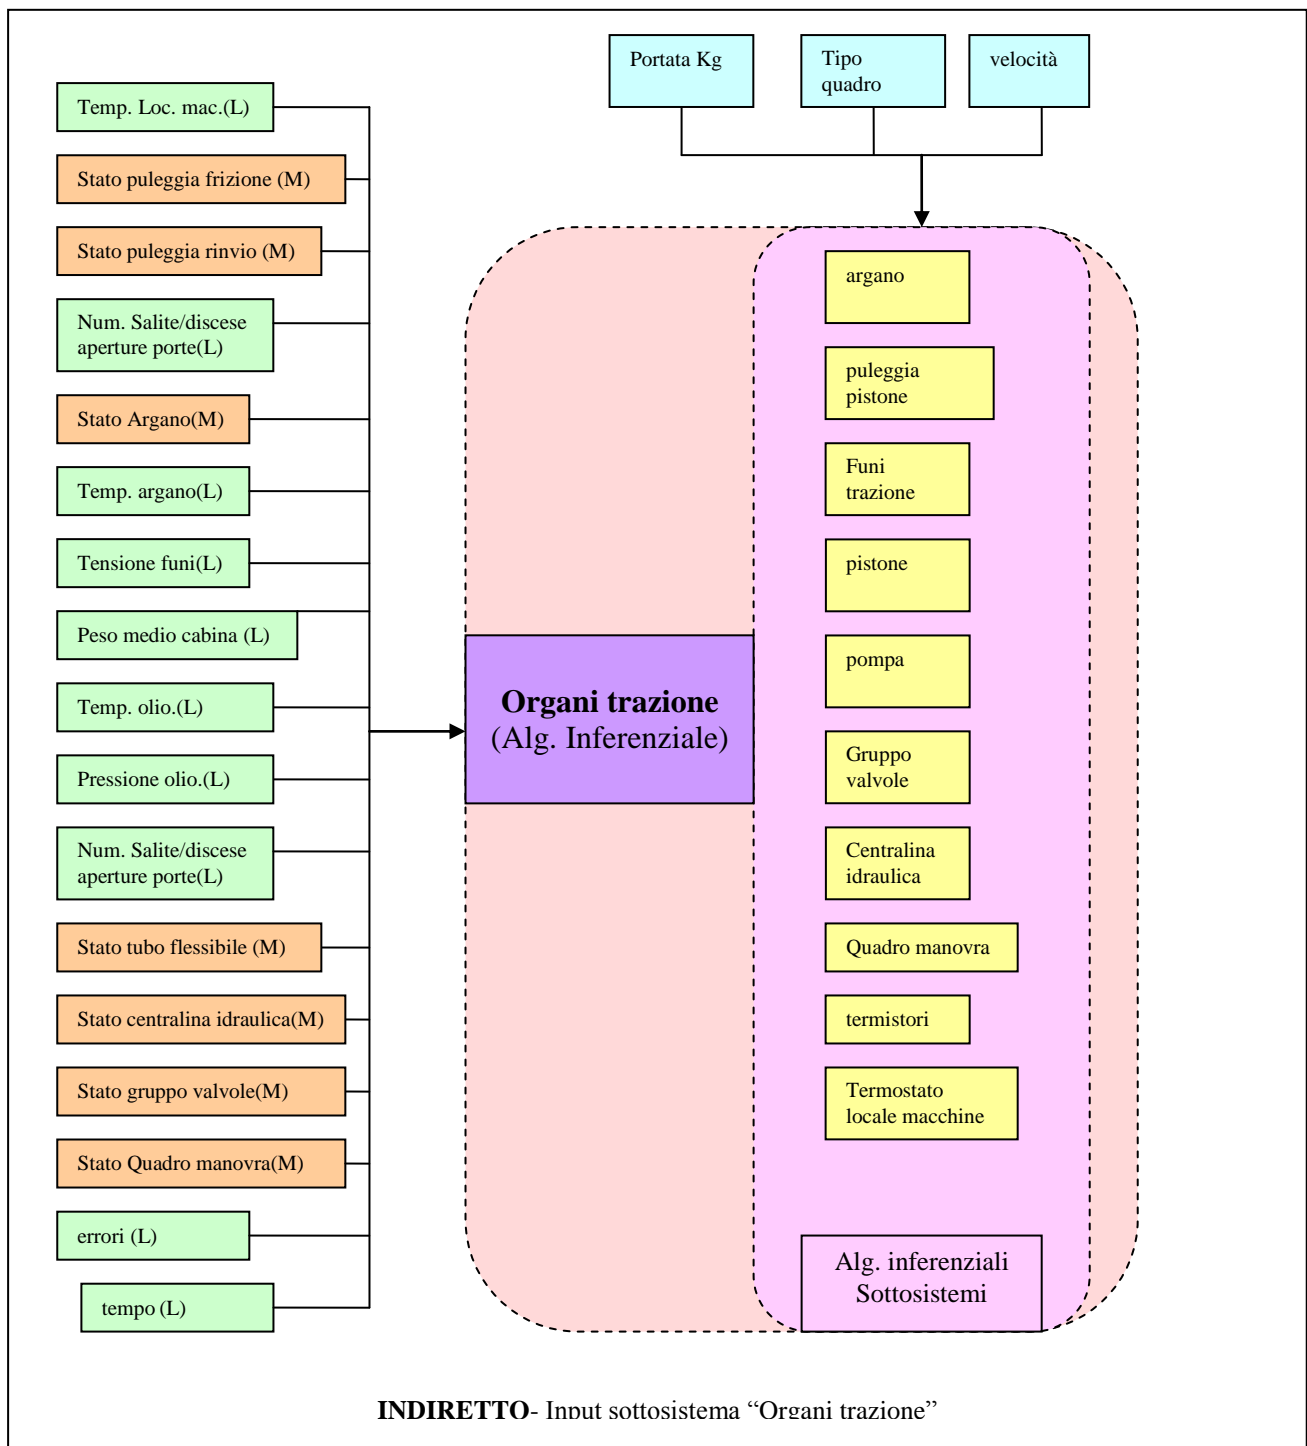 Portata Kg
Tipo
quadro
velocità
Temp. Loc. mac.(L)
Stato puleggia frizione (M)
Stato puleggia rinvio (M)
Num. Salite/discese
aperture porte(L)
Stato Argano(M)
Temp. argano(L)
Tensione funi(L)
Peso medio cabina (L)
Temp. olio.(L)
Pressione olio.(L)
Num. Salite/discese
aperture porte(L)
Stato tubo flessibile (M)
Stato centralina idraulica(M)
Stato gruppo valvole(M)
Stato Quadro manovra(M)
errori (L)
tempo (L)
Organi trazione
(Alg. Inferenziale)
argano
puleggia
pistone
Funi
trazione
pistone
pompa
Gruppo
valvole
Centralina
idraulica
Quadro manovra
termistori
Termostato
locale macchine
Alg. inferenziali
Sottosistemi
INDIRETTO- Input sottosistema “Organi trazione”